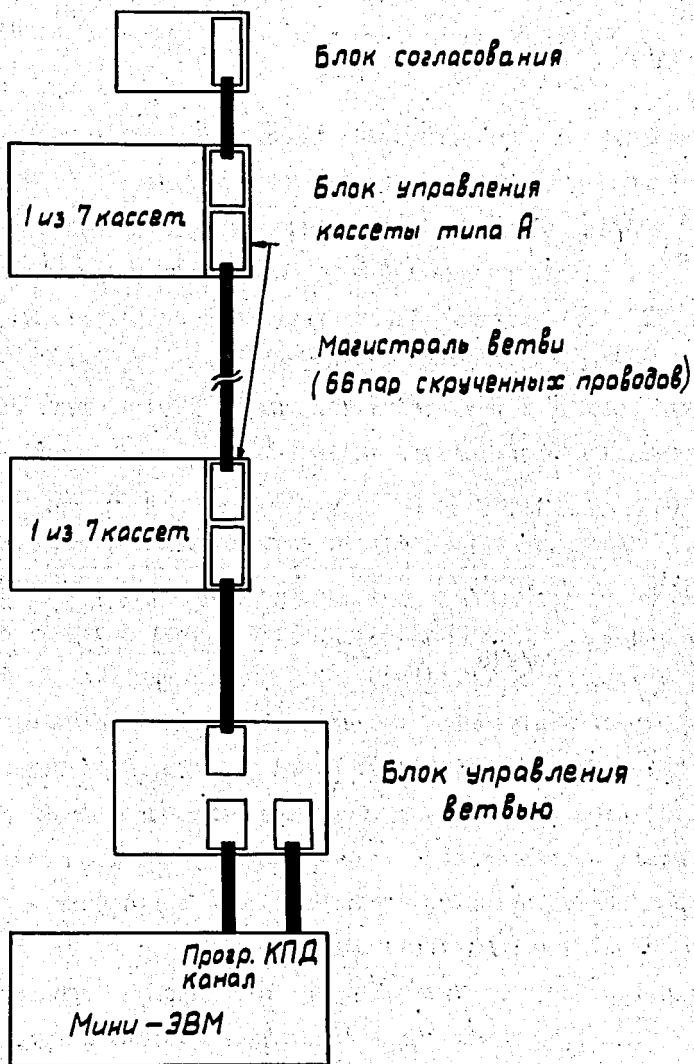 Блок согласования
1 из 7 кассет
Блок управления
кассеты типа А
Магистраль ветви
(66 пар скрученных проводов)
1 из 7 кассет
Блок управления
ветвью
Прогр. КПД
канал
Мини-ЭВМ